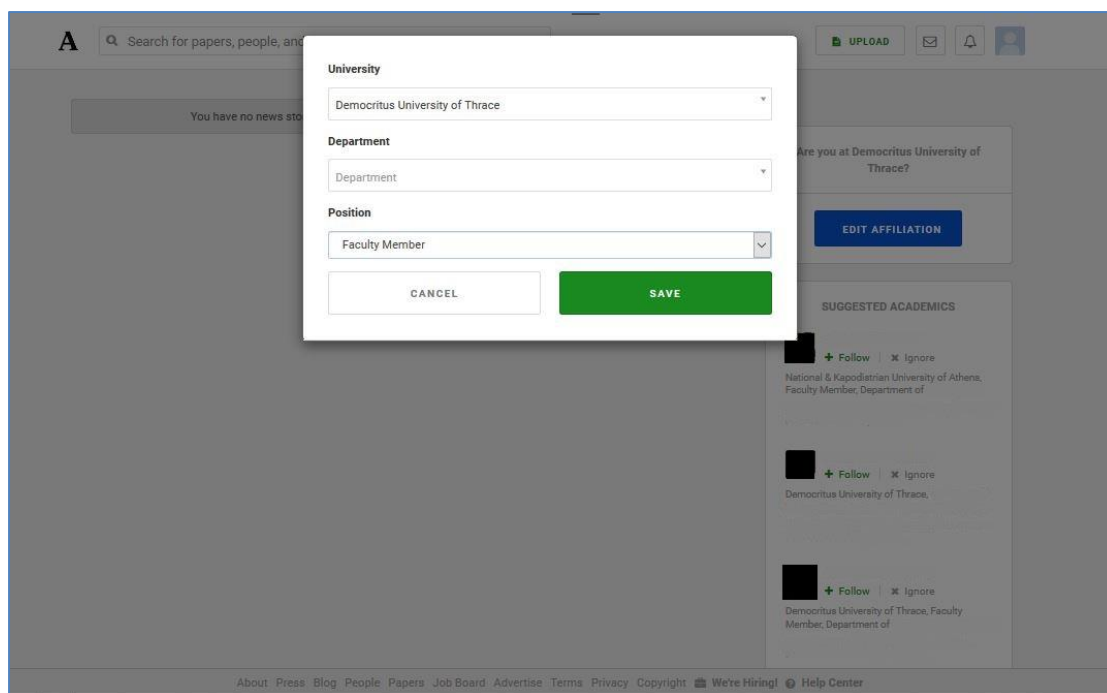 A
Search for papers, people, and
UPLOAD
You have no news sto
University
Democritus University of Thrace
Department
Department
Position
Faculty Member
CANCEL
SAVE
Are you at Democritus University of
Thrace?
EDIT AFFILIATION
SUGGESTED ACADEMICS
Follow Ignore
National & Kapodistrian University of Athens,
Faculty Member, Department of
Follow Ignore
Democritus University of Thrace,
Follow Ignore
Democritus University of Thrace, Faculty
Member, Department of
About Press Blog People Papers Job Board Advertise Terms Privacy Copyright We're Hiring! Help Center